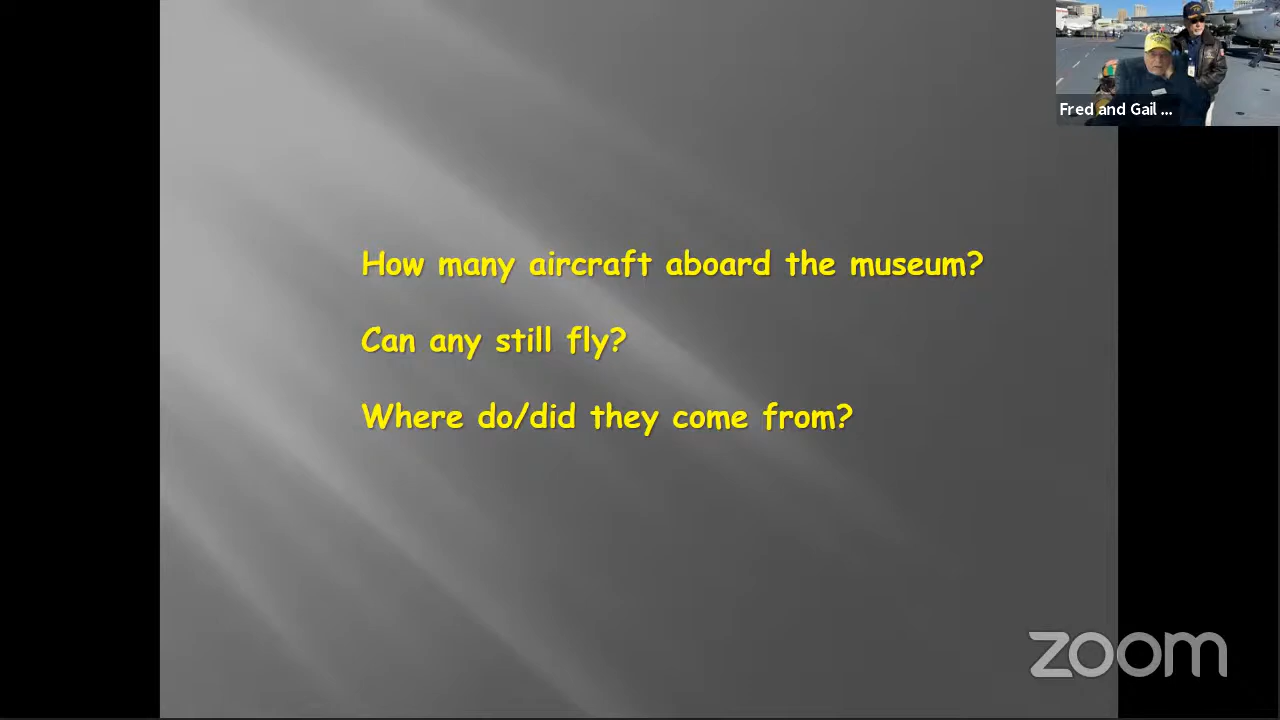 Fred and Gail ...
How many aircraft aboard the museum?
Can any still fly?
Where do/did they come from?
zoom